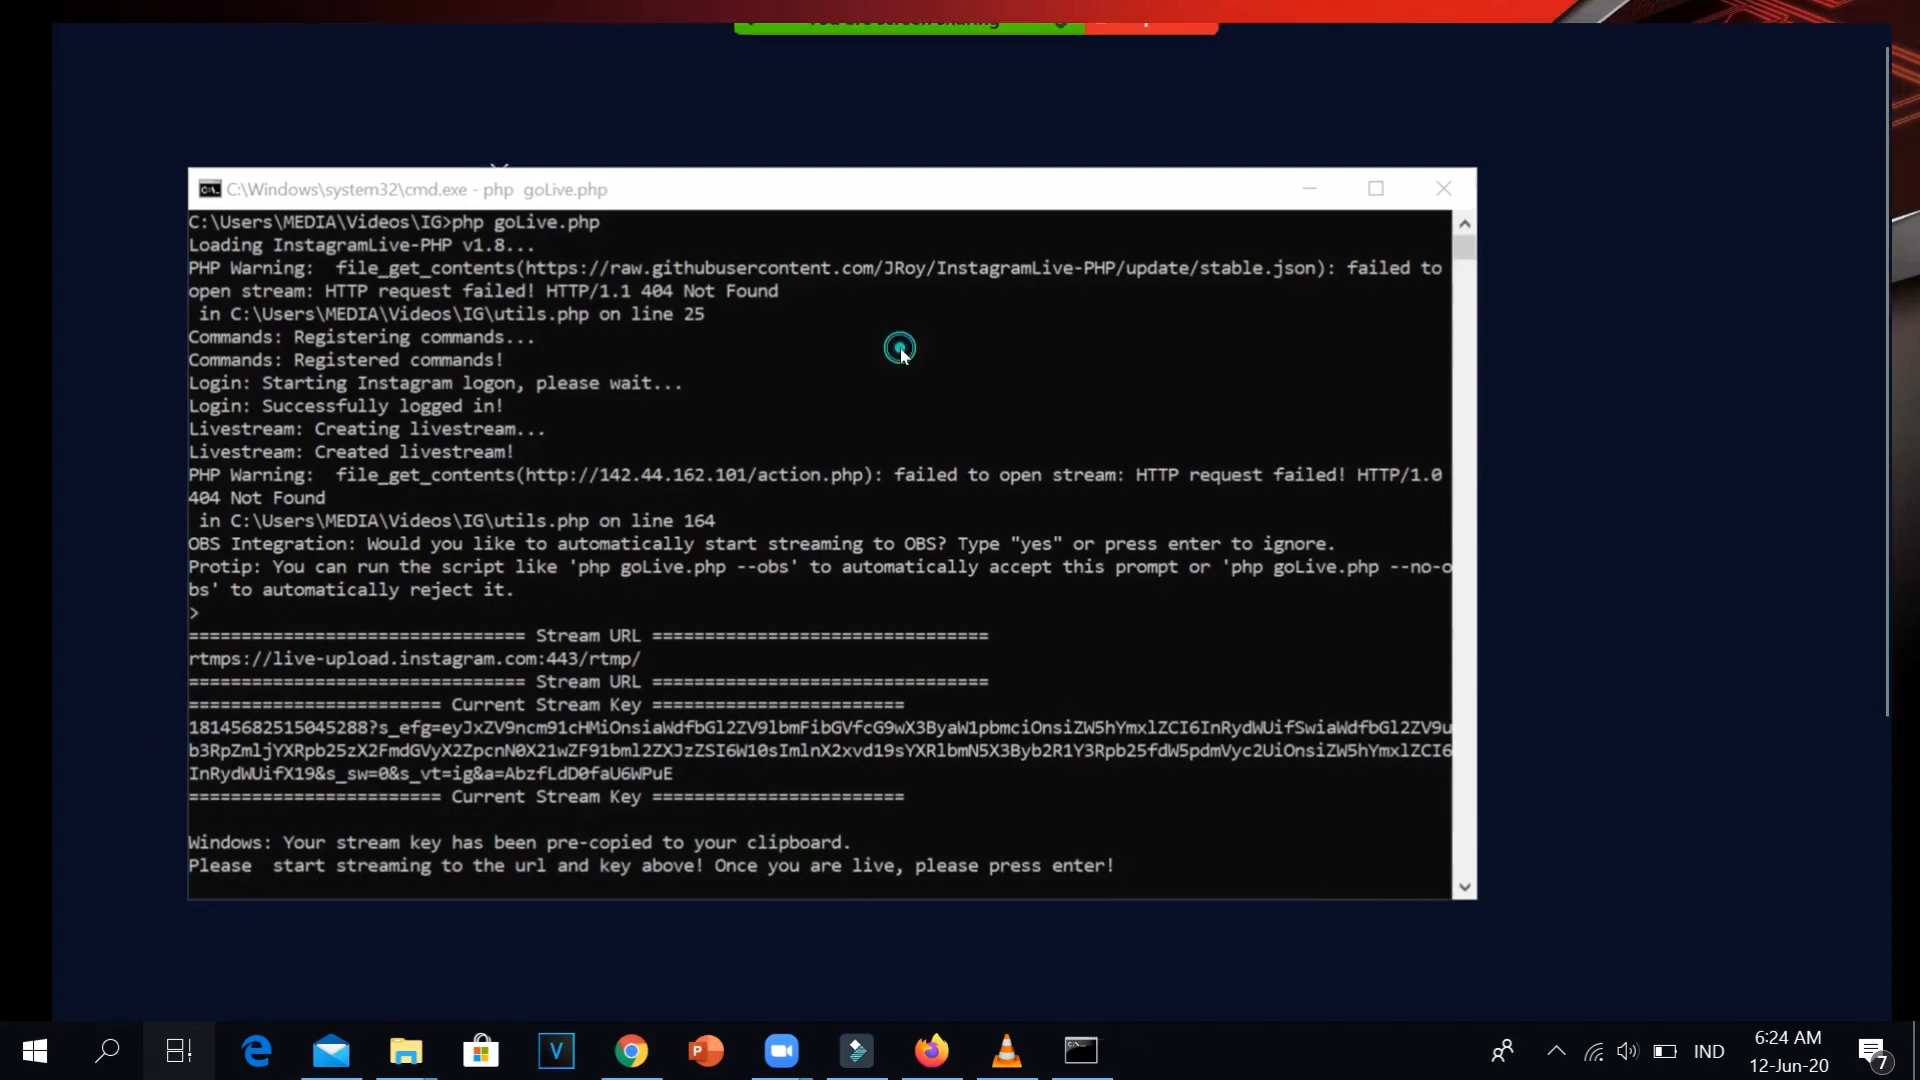 C:\Windows\system32\cmd.exe - php  goLive.php
C:\Users\MEDIA\Videos\IG>php goLive.php
Loading InstagramLive-PHP v1.8...
PHP Warning:  file_get_contents(https://raw.githubusercontent.com/JRoy/InstagramLive-PHP/update/stable.json): failed to
open stream: HTTP request failed! HTTP/1.1 404 Not Found
 in C:\Users\MEDIA\Videos\IG\utils.php on line 25
Commands: Registering commands...
Commands: Registered commands!
Login: Starting Instagram logon, please wait...
Login: Successfully logged in!
Livestream: Creating livestream...
Livestream: Created livestream!
PHP Warning:  file_get_contents(http://142.44.162.101/action.php): failed to open stream: HTTP request failed! HTTP/1.0
404 Not Found
 in C:\Users\MEDIA\Videos\IG\utils.php on line 164
OBS Integration: Would you like to automatically start streaming to OBS? Type "yes" or press enter to ignore.
Protip: You can run the script like 'php goLive.php --obs' to automatically accept this prompt or 'php goLive.php --no-o
bs' to automatically reject it.
>
============================== Stream URL ================================
rtmps://live-upload.instagram.com:443/rtmp/
================================ Stream URL ================================
======================== Current Stream Key ========================
18145682515045288?s_efg=eyJxZV9ncm91cHMiOnsiaWdfbGl2ZV9lbmFibGVfcG9wX3ByaW1pbmciOnsiZW5hYmxlZCI6InRydWUifSwiaWdfbGl2ZV9u
b3RpZmljYXRpb25zX2FmdGVyX2ZpcnN0X21wZF91bml2ZXJzZSI6W10sImlnX2xvd19sYXRlbmN5X3Byb2R1Y3Rpb25fdW5pdmVyc2UiOnsiZW5hYmxlZCI6
InRydWUifX19&s_sw=0&s_vt=ig&a=AbzfLdD0faU6WPuE
======================== Current Stream Key ========================
Windows: Your stream key has been pre-copied to your clipboard.
Please  start streaming to the url and key above! Once you are live, please press enter!
IND
6:24 AM
12-Jun-20
7